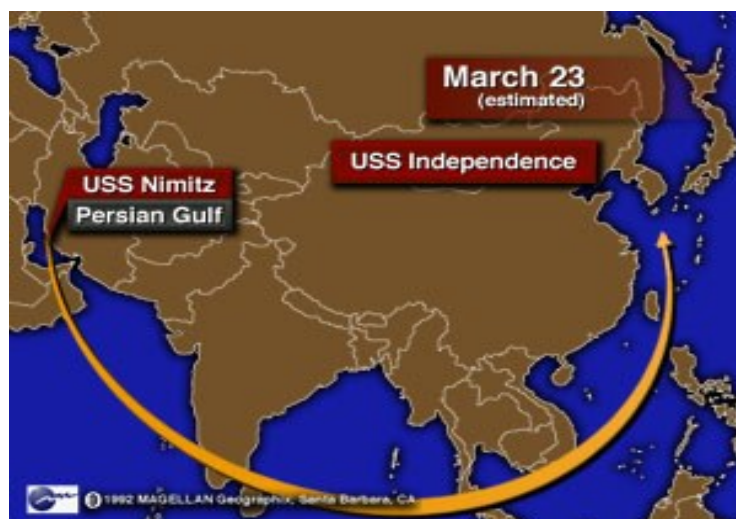 March 23
(estimated)
USS Independence
USS Nimitz
Persian Gulf
©1992 MAGELLAN Geographix, Santa Barbara, CA